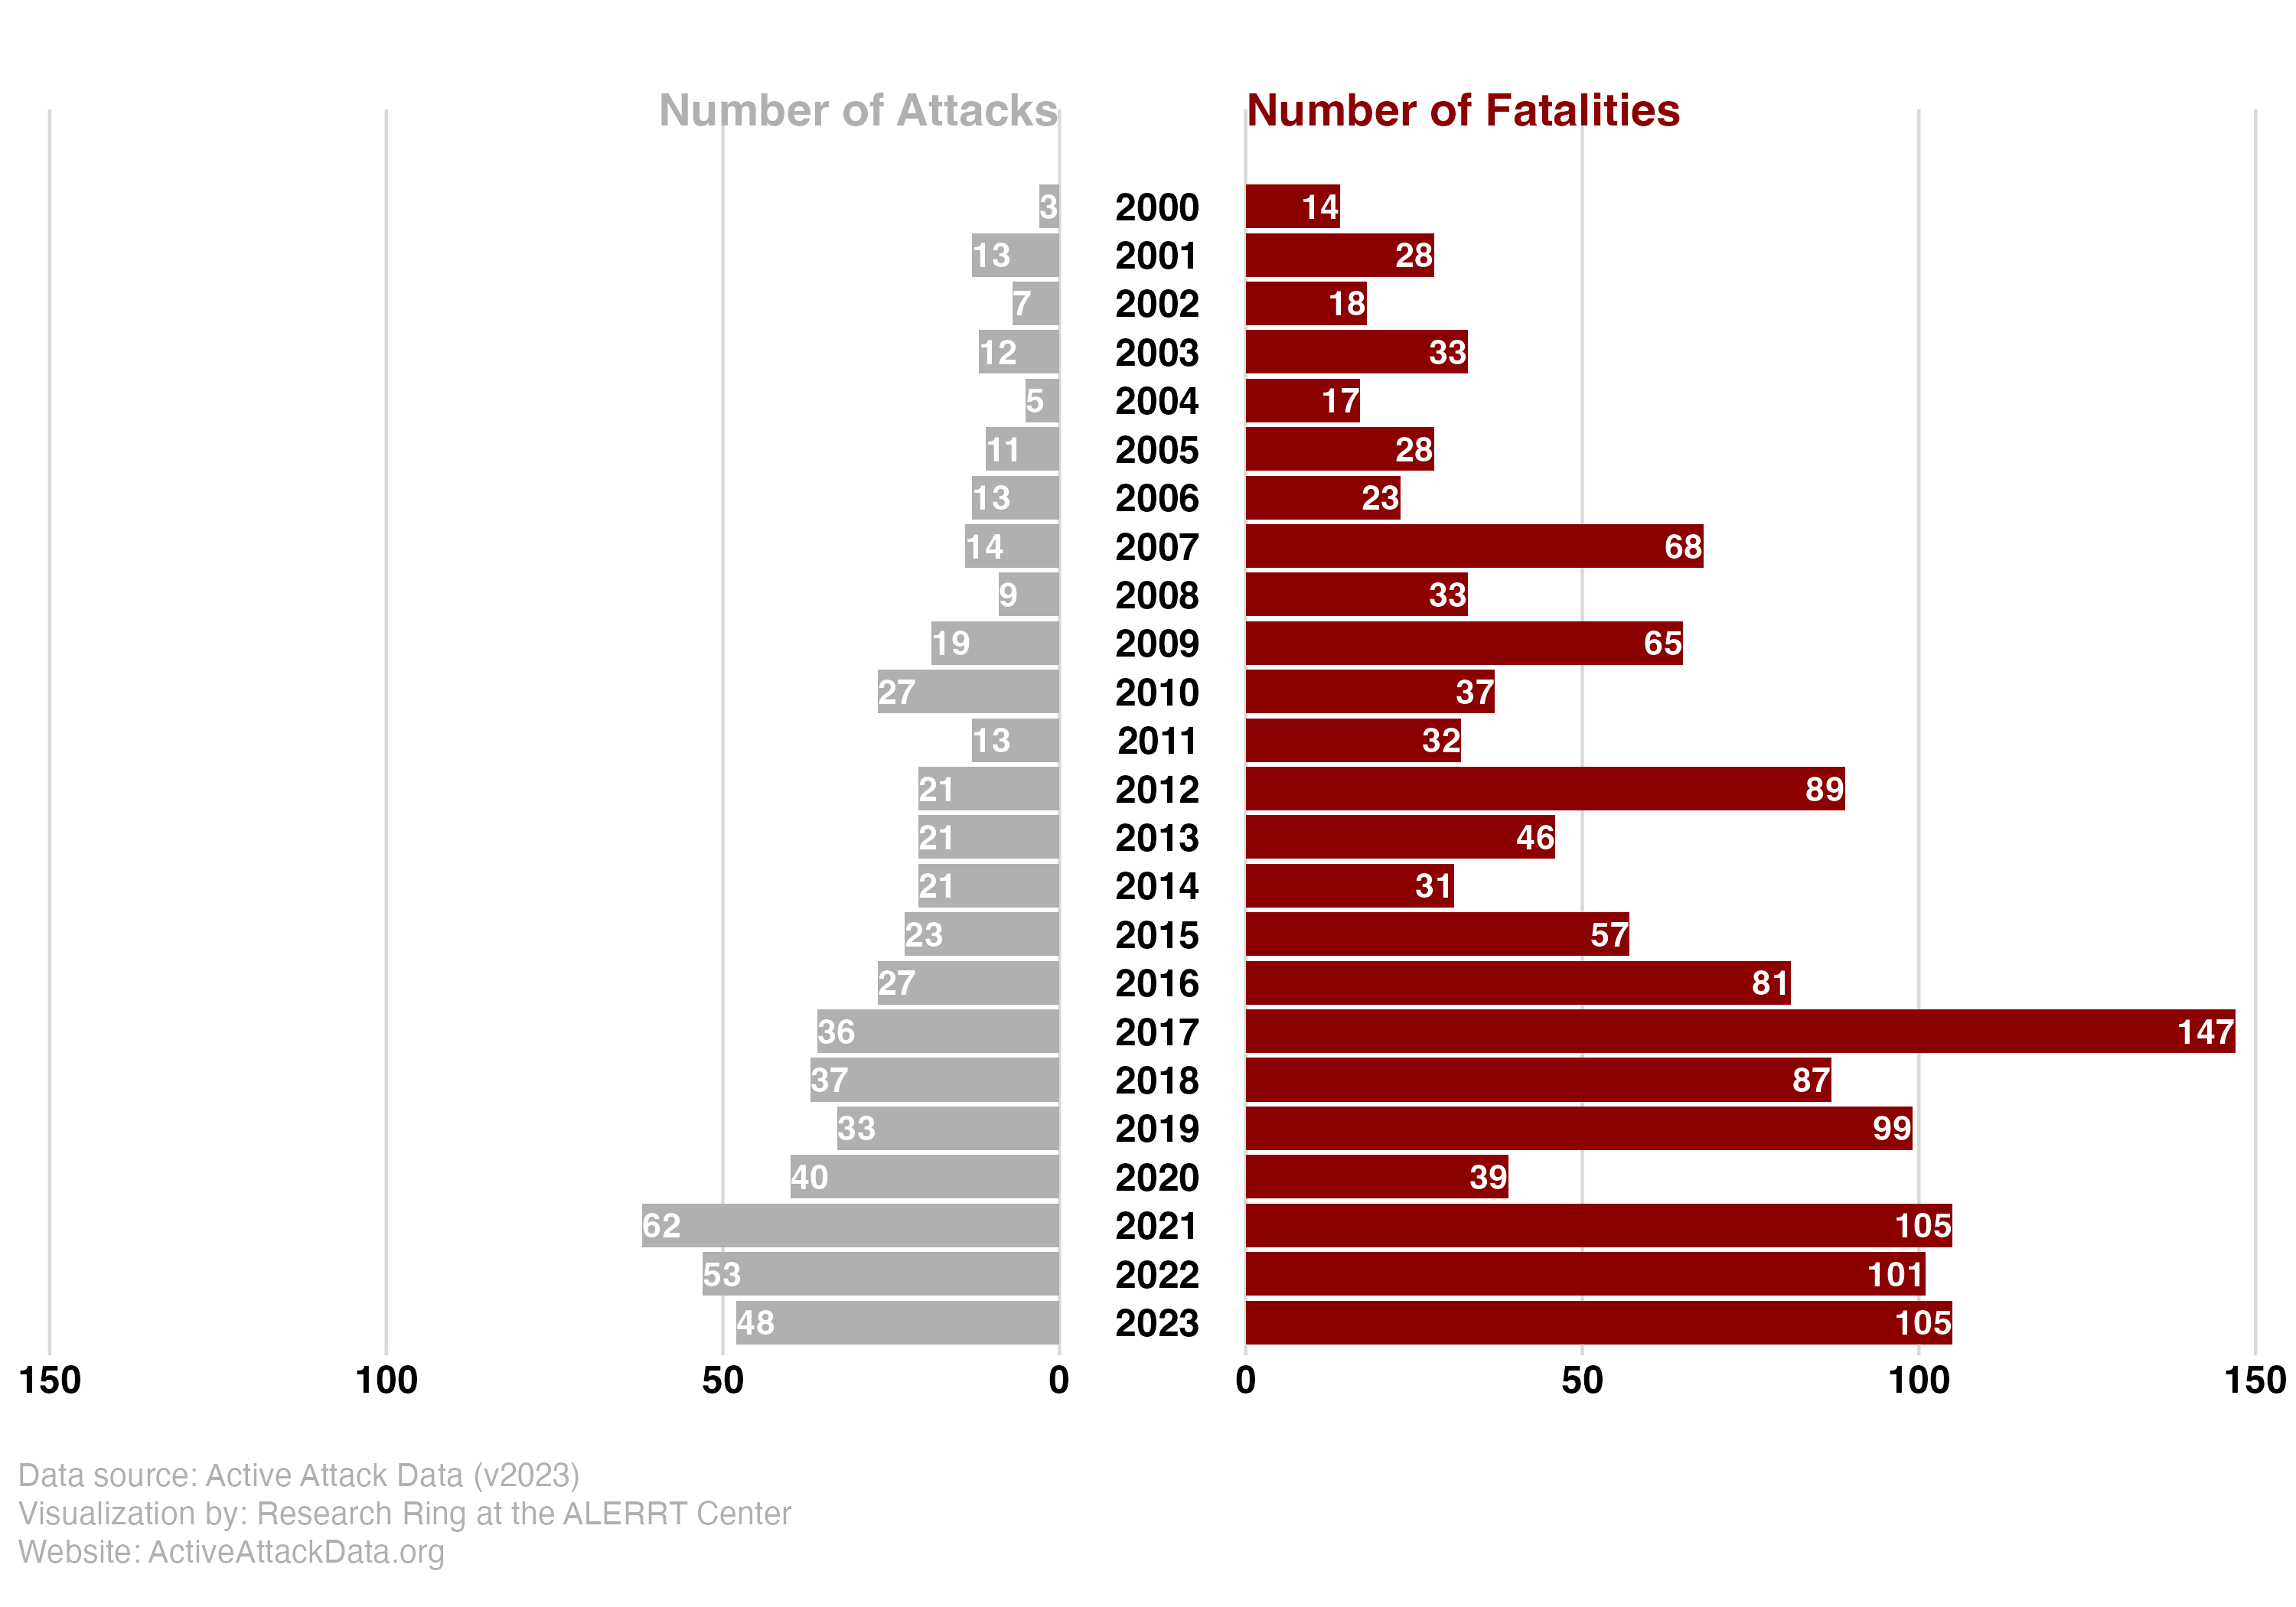 Number of Attacks Number of Fatalities
3 2000 14
13 2001 28
7 2002 18
12 2003 33
5 2004 17
11 2005 28
13 2006 23
14 2007 68
9 2008 33
19 2009 65
27 2010 37
13 2011 32
21 2012 89
21 2013 46
21 2014 31
23 2015 57
27 2016 81
36 2017 147
37 2018 87
33 2019 99
40 2020 39
62 2021 105
53 2022 101
48 2023 105
150 100 50 0 0 50 100 150
Data source: Active Attack Data (v2023)
Visualization by: Research Ring at the ALERRT Center
Website: ActiveAttackData.org